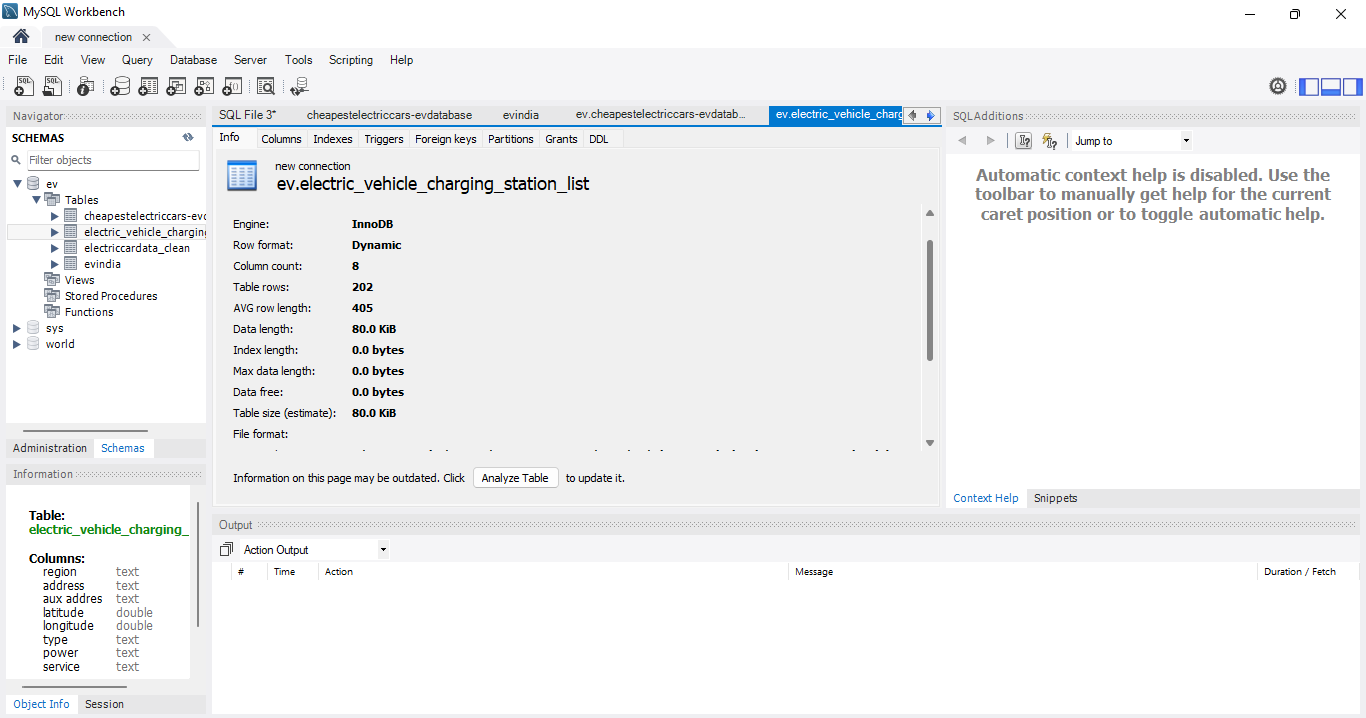 MySQL Workbench
new connection
File Edit View Query Database Server Tools Scripting Help
Navigator
SCHEMAS
Filter objects
ev
Tables
cheapestelectriccars-evd
electric_vehicle_charging
electriccardata_clean
evindia
Views
Stored Procedures
Functions
sys
world
Administration Schemas
Information
Table:
electric_vehicle_charging_
Columns:
region text
address text
aux addres text
latitude double
longitude double
type text
power text
service text
Object Info Session
SQL File 3* cheapestelectriccars-evdatabase evindia ev.cheapestelectriccars-evdatab... ev.electric_vehicle_charg
Info Columns Indexes Triggers Foreign keys Partitions Grants DDL
new connection
ev.electric_vehicle_charging_station_list
Engine: InnoDB
Row format: Dynamic
Column count: 8
Table rows: 202
AVG row length: 405
Data length: 80.0 KiB
Index length: 0.0 bytes
Max data length: 0.0 bytes
Data free: 0.0 bytes
Table size (estimate): 80.0 KiB
File format:
Information on this page may be outdated. Click Analyze Table to update it.
SQLAdditions
Jump to
Automatic context help is disabled. Use the
toolbar to manually get help for the current
caret position or to toggle automatic help.
Context Help Snippets
Output
Action Output
# Time Action Message Duration / Fetch